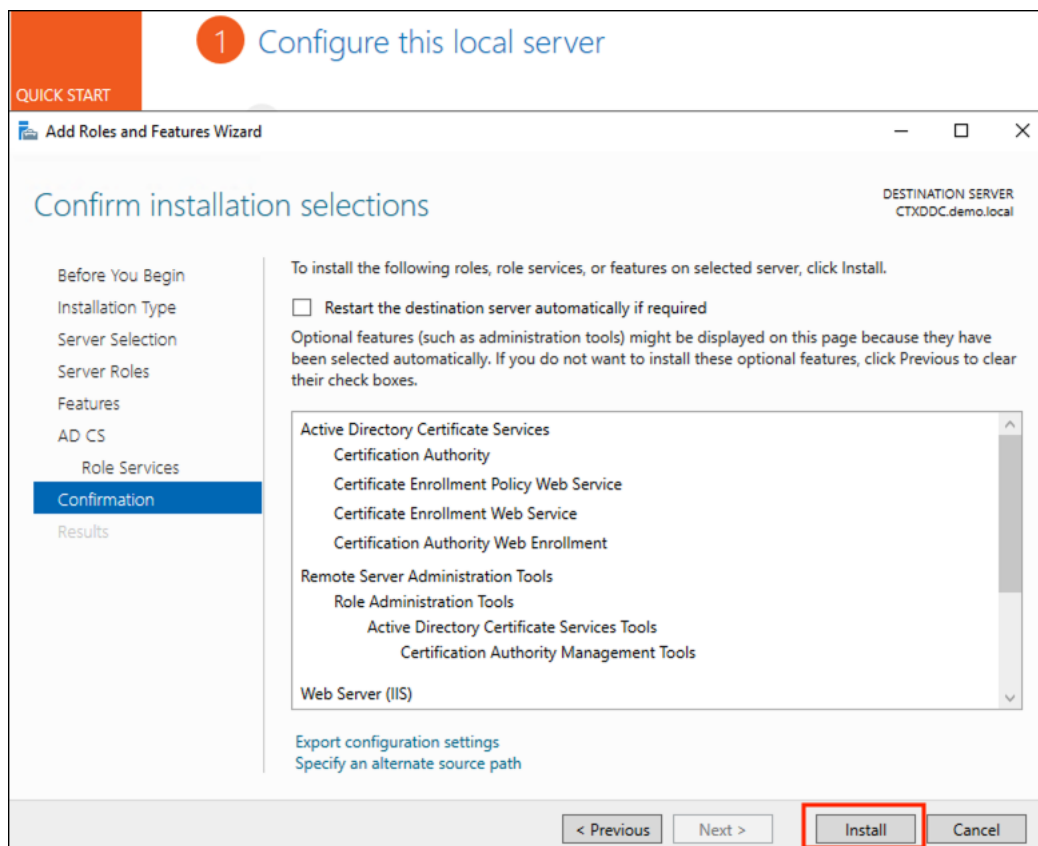 1 Configure this local server
QUICK START
Add Roles and Features Wizard
Confirm installation selections
DESTINATION SERVER
CTXDDC.demo.local
Before You Begin
Installation Type
Server Selection
Server Roles
Features
AD CS
Role Services
Confirmation
Results
To install the following roles, role services, or features on selected server, click Install.
Restart the destination server automatically if required
Optional features (such as administration tools) might be displayed on this page because they have
been selected automatically. If you do not want to install these optional features, click Previous to clear
their check boxes.
Active Directory Certificate Services
Certification Authority
Certificate Enrollment Policy Web Service
Certificate Enrollment Web Service
Certification Authority Web Enrollment
Remote Server Administration Tools
Role Administration Tools
Active Directory Certificate Services Tools
Certification Authority Management Tools
Web Server (IIS)
Export configuration settings
Specify an alternate source path
< Previous Next > Install Cancel